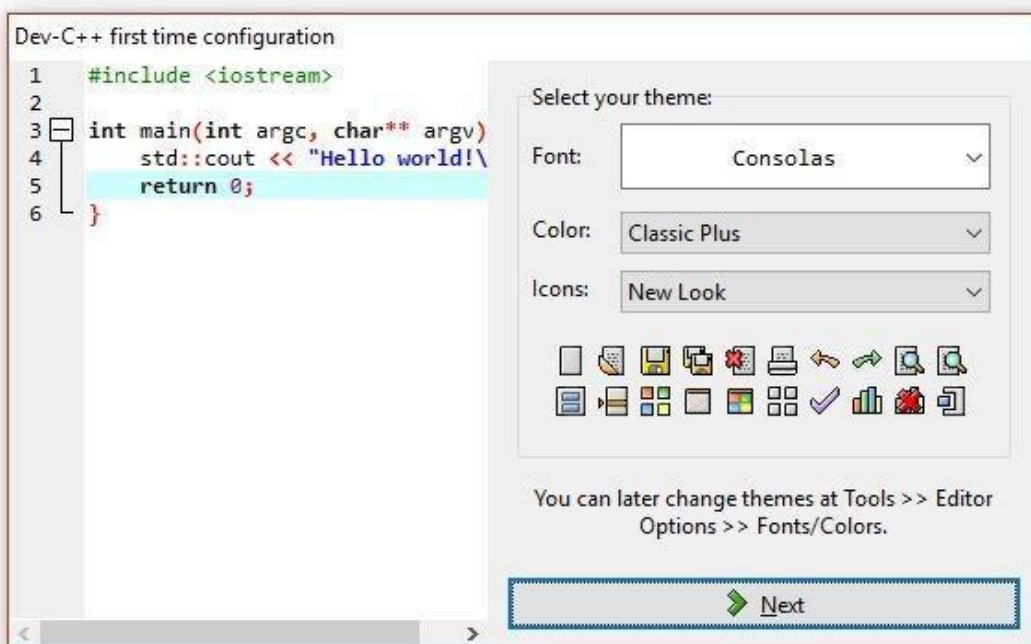 Dev-C++ first time configuration
1 #include <iostream>
2
3 int main(int argc, char** argv)
4 std::cout << "Hello world!\
5 return 0;
6 }
Select your theme:
Font: Consolas
Color: Classic Plus
Icons: New Look
You can later change themes at Tools >> Editor
Options >> Fonts/Colors.
Next